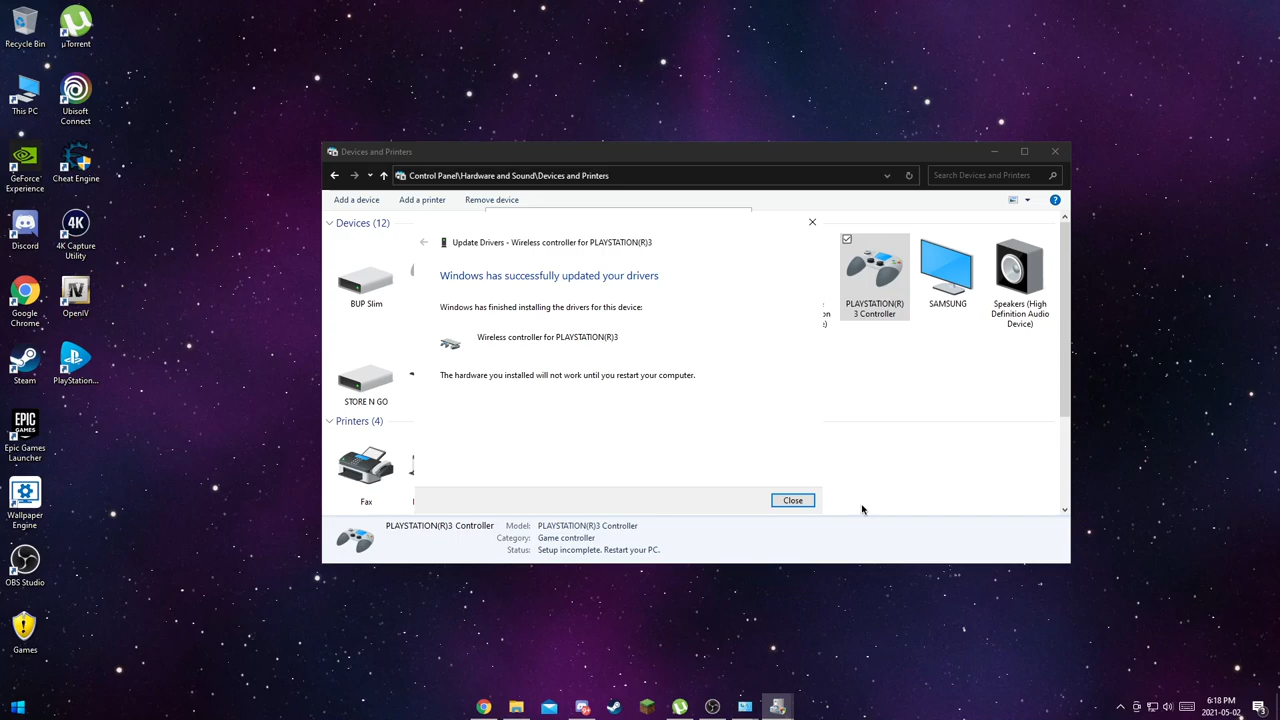 Recycle Bin
µTorrent
This PC
Ubisoft
Connect
GeForce
Experience
Cheat Engine
Discord
4K Capture
Utility
Google
Chrome
OpenIV
Steam
PlayStation...
EPIC
GAMES
Epic Games
Launcher
Wallpaper
Engine
OBS Studio
Games
Devices and Printers
Control Panel\Hardware and Sound\Devices and Printers
Search Devices and Printers
Add a device
Add a printer
Remove device
Devices (12)
BUP Slim
STORE N GO
Printers (4)
Fax
Update Drivers - Wireless controller for PLAYSTATION(R)3
Windows has successfully updated your drivers
Windows has finished installing the drivers for this device:
Wireless controller for PLAYSTATION(R)3
The hardware you installed will not work until you restart your computer.
Close
PLAYSTATION(R)
3 Controller
SAMSUNG
Speakers (High
Definition Audio
Device)
PLAYSTATION(R)3 Controller
Model: PLAYSTATION(R)3 Controller
Category: Game controller
Status: Setup incomplete. Restart your PC.
6:18 PM
2021-05-02